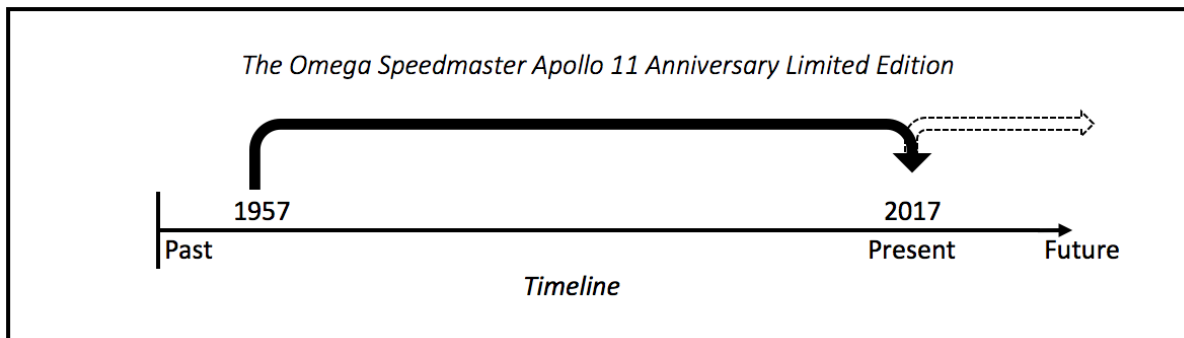 The Omega Speedmaster Apollo 11 Anniversary Limited Edition
1957 2017
Past Present Future
Timeline